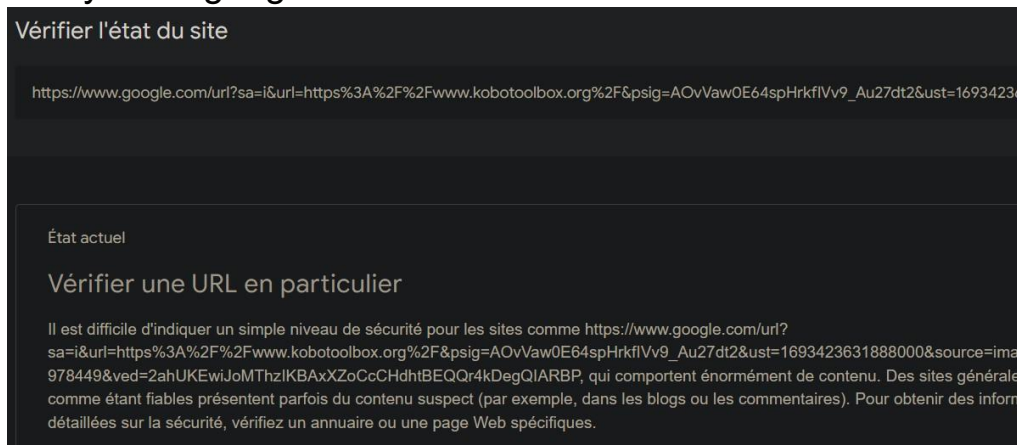 Vérifier l'état du site
https://www.google.com/url?sa=i&url=https%3A%2F%2Fwww.kobotoolbox.org%2F&psig=AOvVaw0E64spHrkflVv9_Au27dt2&ust=1693423
État actuel
Vérifier une URL en particulier
Il est difficile d'indiquer un simple niveau de sécurité pour les sites comme https://www.google.com/url?
sa=i&url=https%3A%2F%2Fwww.kobotoolbox.org%2F&psig=AOvVaw0E64spHrkflVv9_Au27dt2&ust=1693423631888000&source=ima
978449&ved=2ahUKEwiJoMThzIKBAxXZoCcCHdhtBEQQr4kDegQIARBP, qui comportent énormément de contenu. Des sites générale
comme étant fiables présentent parfois du contenu suspect (par exemple, dans les blogs ou les commentaires). Pour obtenir des inform
détaillées sur la sécurité, vérifiez un annuaire ou une page Web spécifiques.